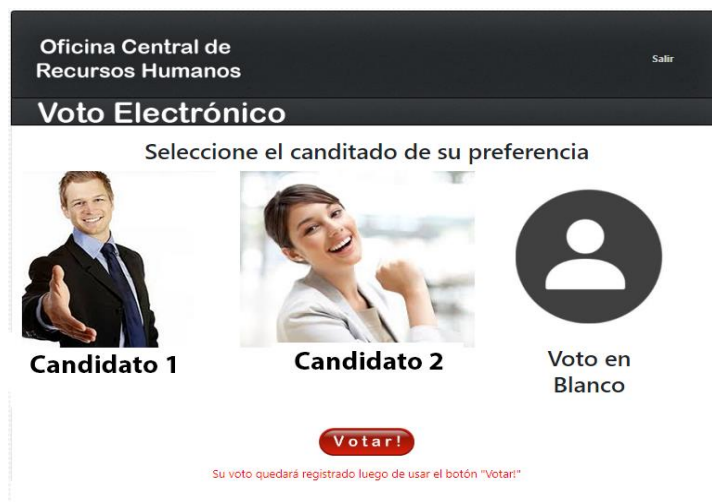 Oficina Central de
Recursos Humanos
Salir
Voto Electrónico
Seleccione el canditado de su preferencia
Candidato 1
Candidato 2
Voto en
Blanco
Votar!
Su voto quedará registrado luego de usar el botón "Votar!"